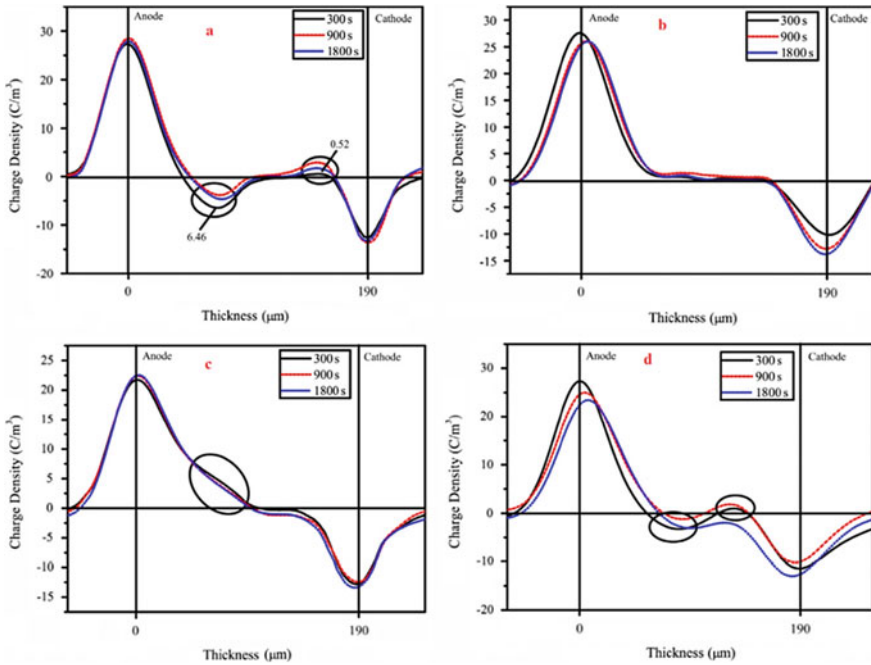 Anode
Cathode
a
300 s
900 s
1800 s
Charge Density (C/m³)
30
20
10
0
-10
-20
0.52
6.46
0
190
Thickness (µm)
b
300 s
900 s
1800 s
Charge Density (C/m³)
30
25
20
15
10
5
0
-5
-10
-15
0
190
Thickness (µm)
Anode
Cathode
c
300 s
900 s
1800 s
Charge Density (C/m³)
25
20
15
10
5
0
-5
-10
-15
0
190
Thickness (µm)
Anode
Cathode
d
300 s
900 s
1800 s
Charge Density (C/m³)
30
20
10
0
-10
-20
0
190
Thickness (µm)